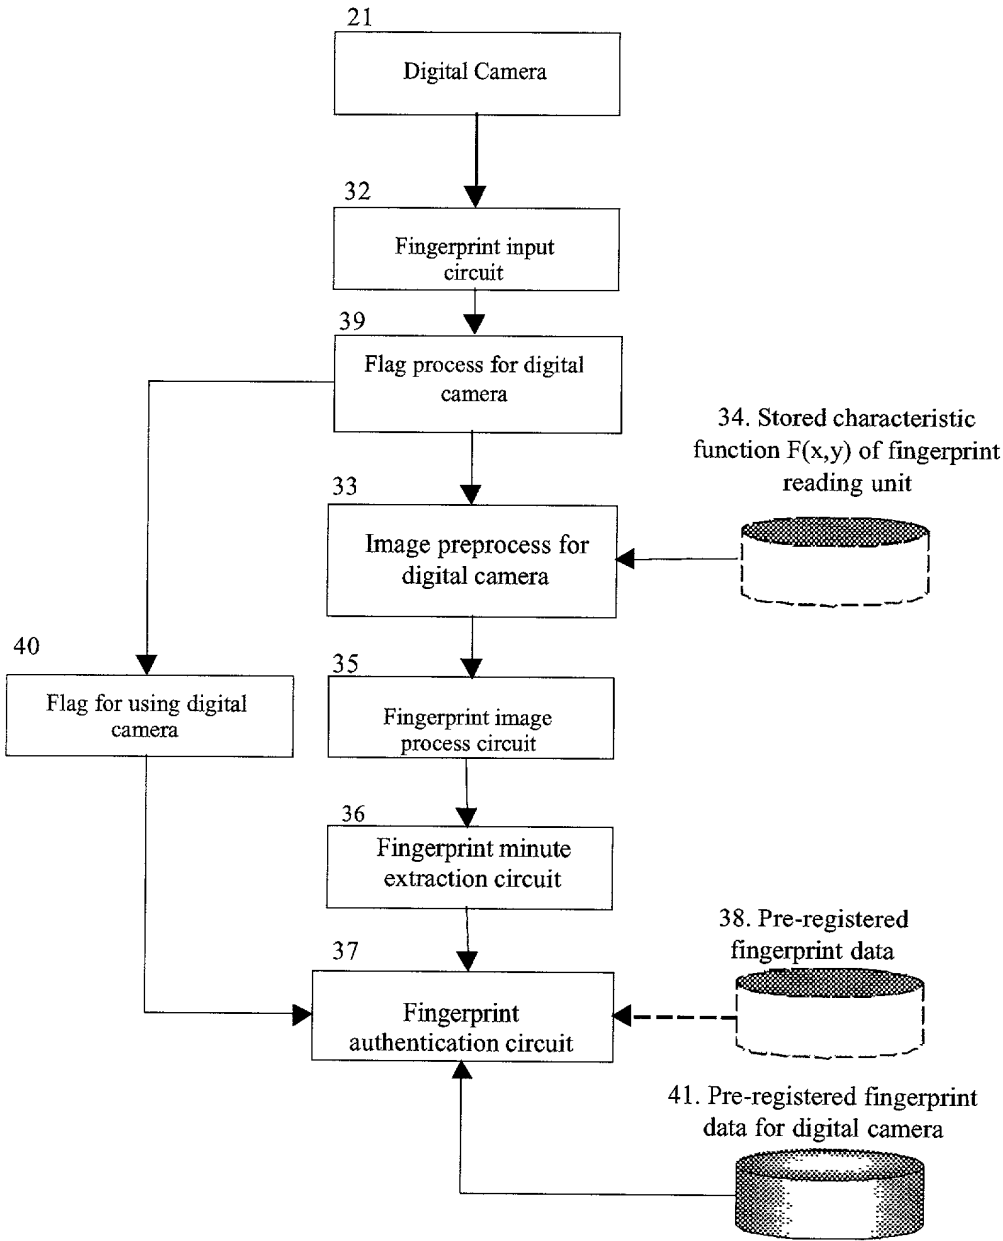 21
Digital Camera
32
Fingerprint input
circuit
39
Flag process for digital
camera
34. Stored characteristic
function F(x,y) of fingerprint
reading unit
33
Image preprocess for
digital camera
40
Flag for using digital
camera
35
Fingerprint image
process circuit
36
Fingerprint minute
extraction circuit
38. Pre-registered
fingerprint data
37
Fingerprint
authentication circuit
41. Pre-registered fingerprint
data for digital camera